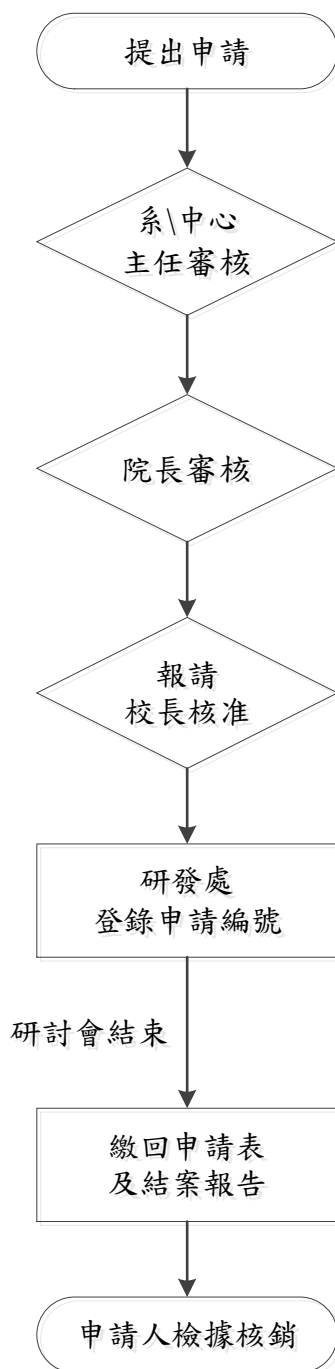 提出申請
系\中心
主任審核
院長審核
報請
校長核准
研發處
登錄申請編號
研討會結束
繳回申請表
及結案報告
申請人檢據核銷